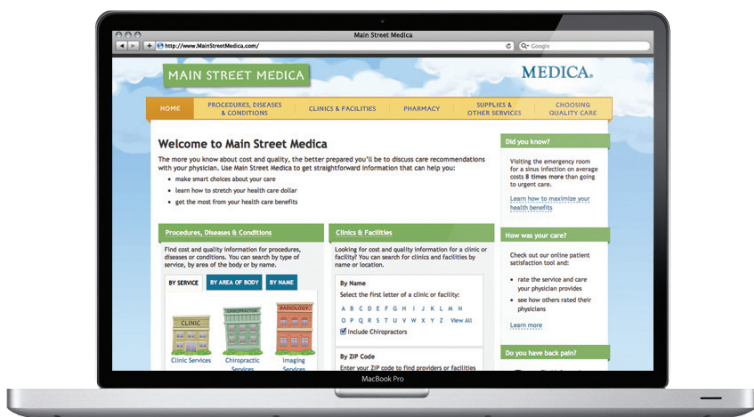 Main Street Medica
http://www.MainStreetMedica.com/
Google
MAIN STREET MEDICA
MEDICA.
HOME
PROCEDURES, DISEASES
& CONDITIONS
CLINICS & FACILITIES
PHARMACY
SUPPLIES &
OTHER SERVICES
CHOOSING
QUALITY CARE
Welcome to Main Street Medica
The more you know about cost and quality, the better prepared you'll be to discuss care recommendations
with your physician. Use Main Street Medica to get straightforward information that can help you:
• make smart choices about your care
• learn how to stretch your health care dollar
• get the most from your health care benefits
Procedures, Diseases & Conditions
Find cost and quality information for procedures,
diseases or conditions. You can search by type of
service, by area of the body or by name.
BY SERVICE
BY AREA OF BODY
BY NAME
CLINIC
CHIROPRACTOR
RADIOLOGY
Clinic Services
Chiropractic
Services
Imaging
Services
Clinics & Facilities
Looking for cost and quality information for a clinic or
facility? You can search for clinics and facilities by
name or location.
By Name
Select the first letter of a clinic or facility:
A B C D E F G H I J K L M N
O P Q R S T U V W X Y Z View All
Include Chiropractors
By ZIP Code
Enter your ZIP code to find providers or facilities
Did you know?
Visiting the emergency room
for a sinus infection on average
costs 8 times more than going
to urgent care.
Learn how to maximize your
health benefits
How was your care?
Check out our online patient
satisfaction tool and:
• rate the service and care
your physician provides
• see how others rated their
physicians
Learn more
Do you have back pain?
MacBook Pro